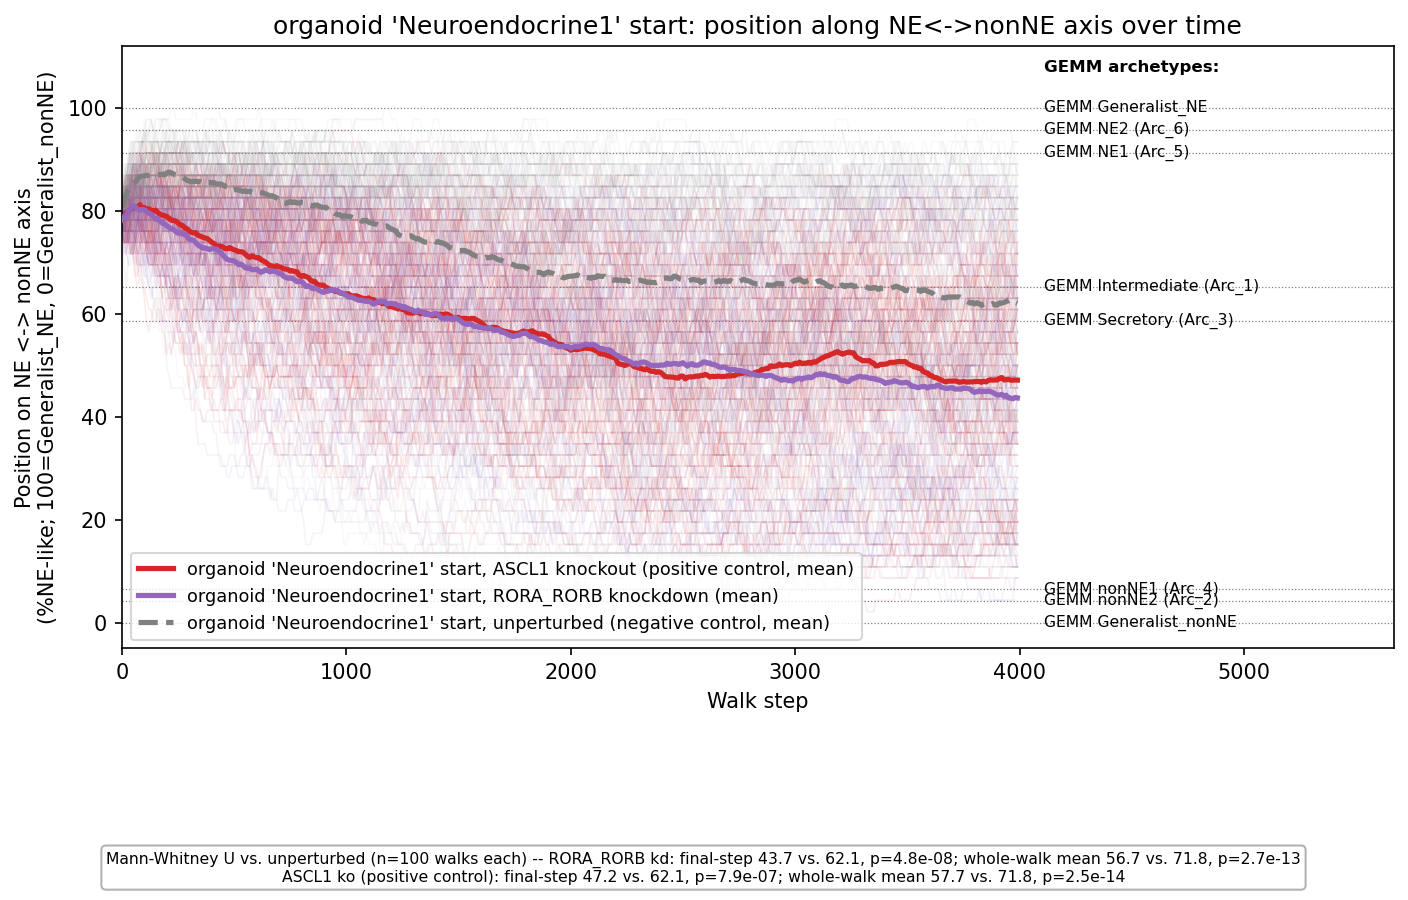 organoid 'Neuroendocrine1' start: position along NE<->nonNE axis over time
Position on NE <-> nonNE axis
(%NE-like; 100=Generalist_NE, 0=Generalist_nonNE)
100
80
60
40
20
0
GEMM archetypes:
GEMM Generalist_NE
GEMM NE2 (Arc_6)
GEMM NE1 (Arc_5)
GEMM Intermediate (Arc_1)
GEMM Secretory (Arc_3)
GEMM nonNE1 (Arc_4)
GEMM nonNE2 (Arc_2)
GEMM Generalist_nonNE
organoid 'Neuroendocrine1' start, ASCL1 knockout (positive control, mean)
organoid 'Neuroendocrine1' start, RORA_RORB knockdown (mean)
organoid 'Neuroendocrine1' start, unperturbed (negative control, mean)
0 1000 2000 3000 4000 5000
Walk step
Mann-Whitney U vs. unperturbed (n=100 walks each) -- RORA_RORB kd: final-step 43.7 vs. 62.1, p=4.8e-08; whole-walk mean 56.7 vs. 71.8, p=2.7e-13
ASCL1 ko (positive control): final-step 47.2 vs. 62.1, p=7.9e-07; whole-walk mean 57.7 vs. 71.8, p=2.5e-14